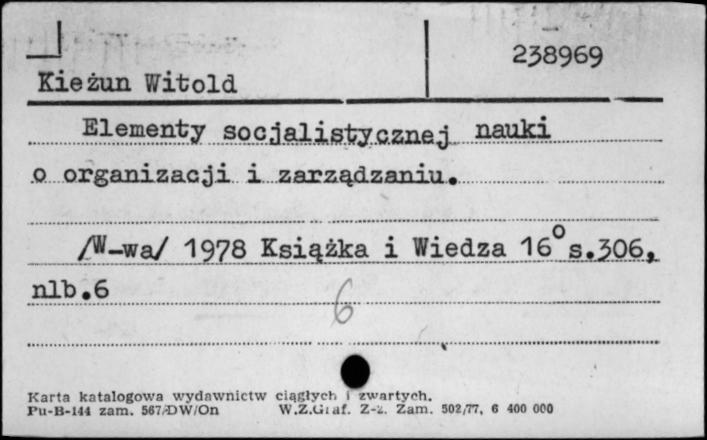 238969
Kieżun Witold
Elementy socjalistycznej nauki
o organizacji i zarządzaniu.
/W-wa/ 1978 Książka i Wiedza 16° s.306,
nlb.6
6
Karta katalogowa wydawnictw ciągłych i zwartych.
Pu-B-144 zam. 567/DW/On W.Z.Graf. Z-2. Zam. 502/77, 6 400 000